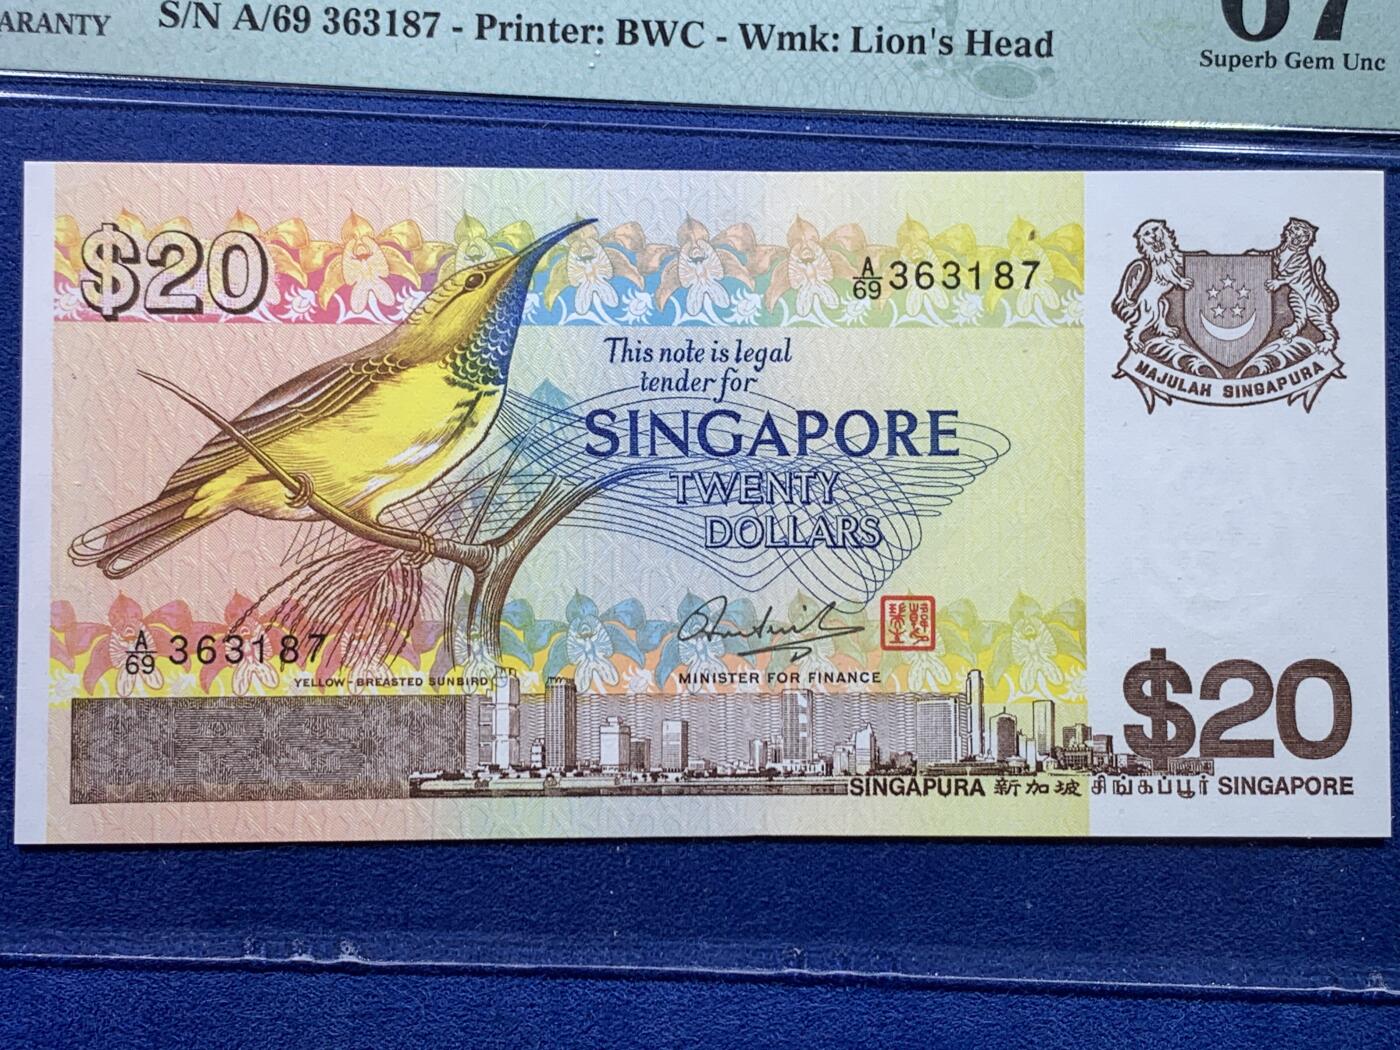 ARANTY
S/N A/69 363187 - Printer: BWC - Wmk: Lion's Head
67
Superb Gem Unc
$20
A/69 363187
This note is legal
tender for
SINGAPORE
TWENTY
DOLLARS
MAJULAH SINGAPURA
A/69 363187
YELLOW-BREASTED SUNBIRD
MINISTER FOR FINANCE
$20
SINGAPURA 新加坡 சிங்கப்பூர் SINGAPORE